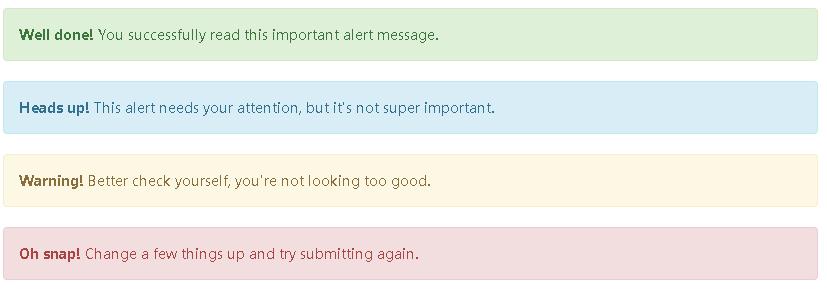 Well done! You successfully read this important alert message.
Heads up! This alert needs your attention, but it's not super important.
Warning! Better check yourself, you're not looking too good.
Oh snap! Change a few things up and try submitting again.